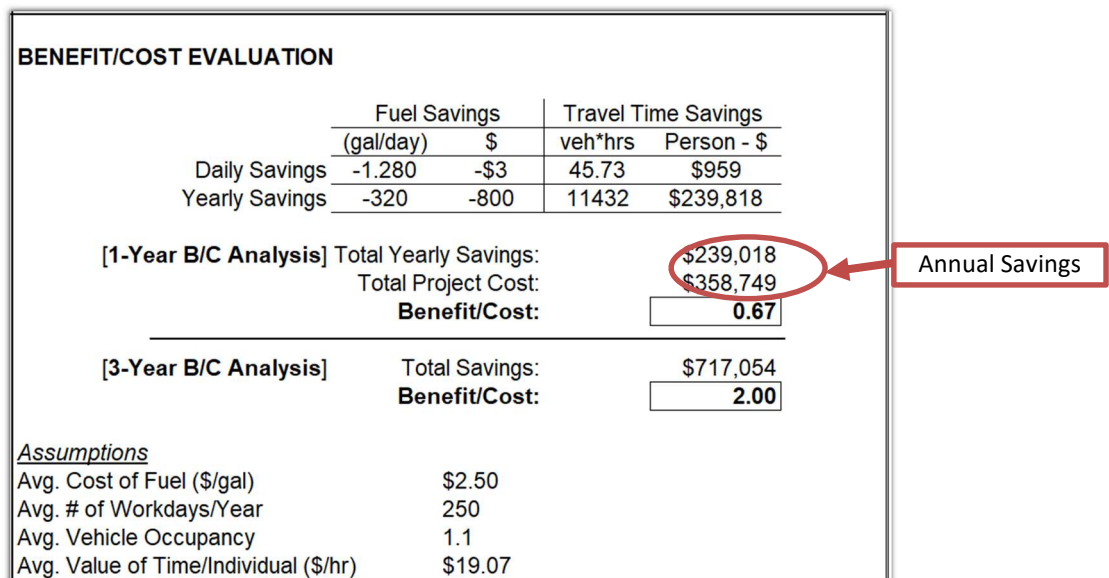 BENEFIT/COST EVALUATION
Fuel Savings Travel Time Savings
(gal/day) $ veh*hrs Person - $
Daily Savings -1.280 -$3 45.73 $959
Yearly Savings -320 -800 11432 $239,818
[1-Year B/C Analysis] Total Yearly Savings: $239,018
Annual Savings
Total Project Cost: $358,749
Benefit/Cost: 0.67
[3-Year B/C Analysis] Total Savings: $717,054
Benefit/Cost: 2.00
Assumptions
Avg. Cost of Fuel ($/gal) $2.50
Avg. # of Workdays/Year 250
Avg. Vehicle Occupancy 1.1
Avg. Value of Time/Individual ($/hr) $19.07